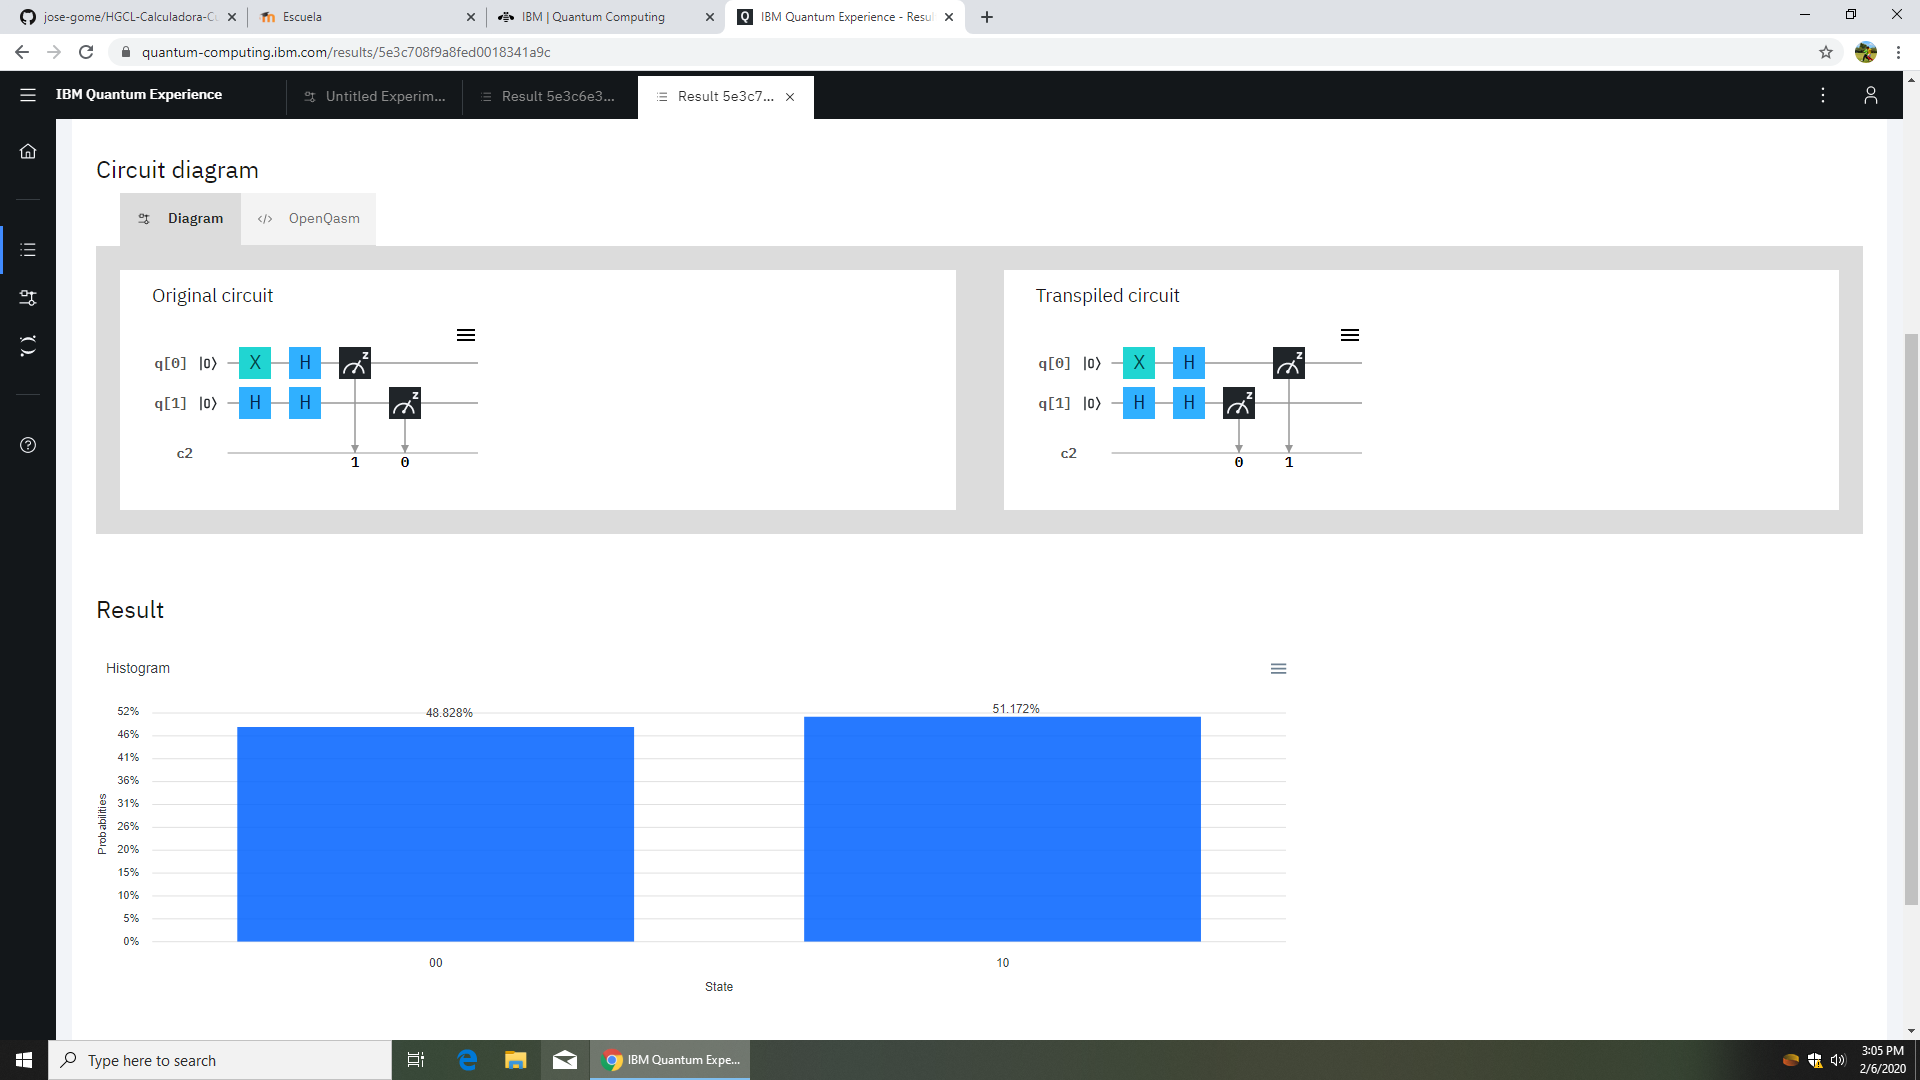 jose-gome/HGCL-Calculadora-Cu
Escuela
IBM | Quantum Computing
IBM Quantum Experience - Resul
quantum-computing.ibm.com/results/5e3c708f9a8fed0018341a9c
IBM Quantum Experience
Untitled Experim...
Result 5e3c6e3...
Result 5e3c7...
Circuit diagram
Diagram
OpenQasm
Original circuit
q[0] |0⟩ X H z
q[1] |0⟩ H H z
c2
1 0
Transpiled circuit
q[0] |0⟩ X H z
q[1] |0⟩ H H z
c2
0 1
Result
Histogram
52%
46%
41%
36%
31%
26%
20%
15%
10%
5%
0%
Probabilities
48.828%
51.172%
00
10
State
Type here to search
IBM Quantum Expe...
3:05 PM
2/6/2020